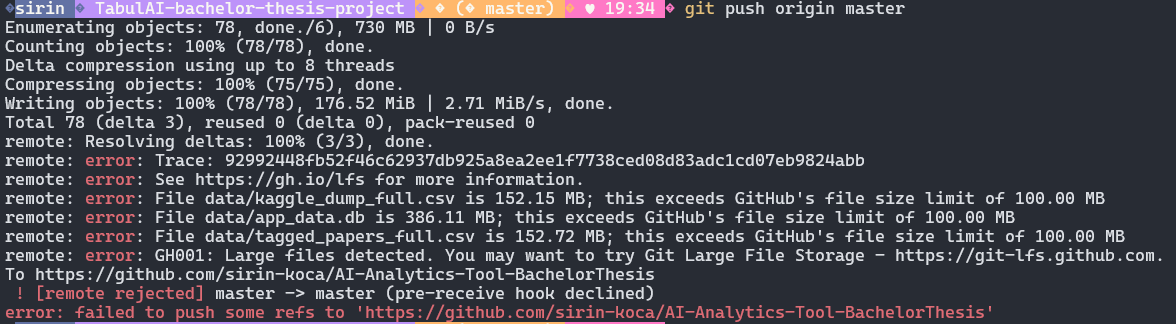 sirin TabulAI-bachelor-thesis-project (master) ♥ 19:34 git push origin master
Enumerating objects: 78, done./6), 730 MB | 0 B/s
Counting objects: 100% (78/78), done.
Delta compression using up to 8 threads
Compressing objects: 100% (75/75), done.
Writing objects: 100% (78/78), 176.52 MiB | 2.71 MiB/s, done.
Total 78 (delta 3), reused 0 (delta 0), pack-reused 0
remote: Resolving deltas: 100% (3/3), done.
remote: error: Trace: 92992448fb52f46c62937db925a8ea2ee1f7738ced08d83adc1cd07eb9824abb
remote: error: See https://gh.io/lfs for more information.
remote: error: File data/kaggle_dump_full.csv is 152.15 MB; this exceeds GitHub's file size limit of 100.00 MB
remote: error: File data/app_data.db is 386.11 MB; this exceeds GitHub's file size limit of 100.00 MB
remote: error: File data/tagged_papers_full.csv is 152.72 MB; this exceeds GitHub's file size limit of 100.00 MB
remote: error: GH001: Large files detected. You may want to try Git Large File Storage - https://git-lfs.github.com.
To https://github.com/sirin-koca/AI-Analytics-Tool-BachelorThesis
 ! [remote rejected] master -> master (pre-receive hook declined)
error: failed to push some refs to 'https://github.com/sirin-koca/AI-Analytics-Tool-BachelorThesis'